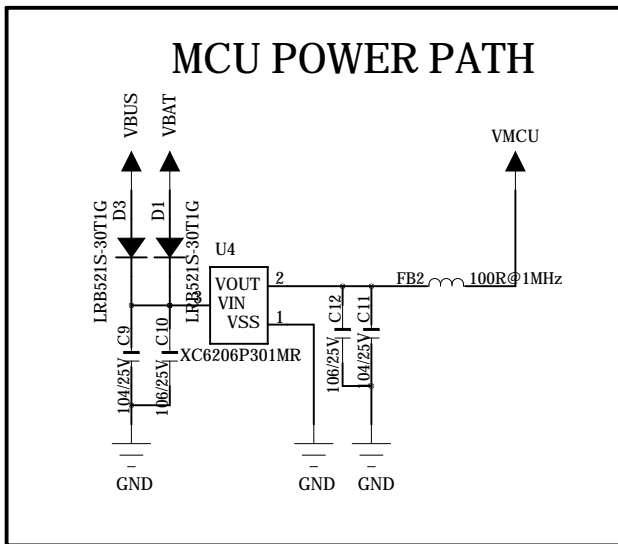 MCU POWER PATH
VBUS
VBAT
VMCU
D3
D1
LRB521S-30T1G
LRB521S-30T1G
U4
VOUT
VIN
VSS
2
3
1
XC6206P301MR
FB2
100R@1MHz
C9
104/25V
C10
106/25V
C12
106/25V
C11
104/25V
GND
GND
GND